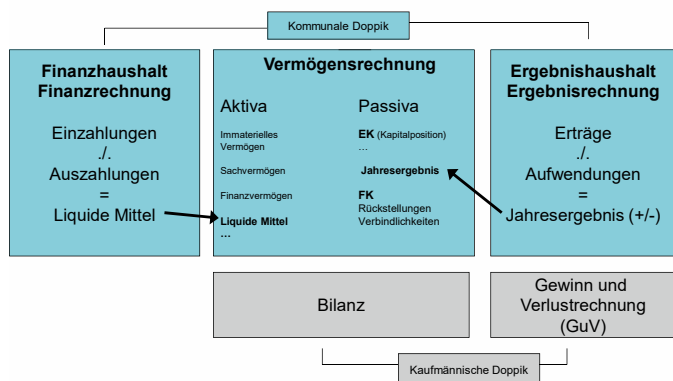 Kommunale Doppik
Finanzhaushalt
Finanzrechnung
Einzahlungen
./.
Auszahlungen
=
Liquide Mittel
Vermögensrechnung
Aktiva
Immaterielles
Vermögen
Sachvermögen
Finanzvermögen
Liquide Mittel
...
Passiva
EK (Kapitalposition)
...
Jahresergebnis
FK
Rückstellungen
Verbindlichkeiten
Ergebnishaushalt
Ergebnisrechnung
Erträge
./.
Aufwendungen
=
Jahresergebnis (+/-)
Bilanz
Gewinn und
Verlustrechnung
(GuV)
Kaufmännische Doppik